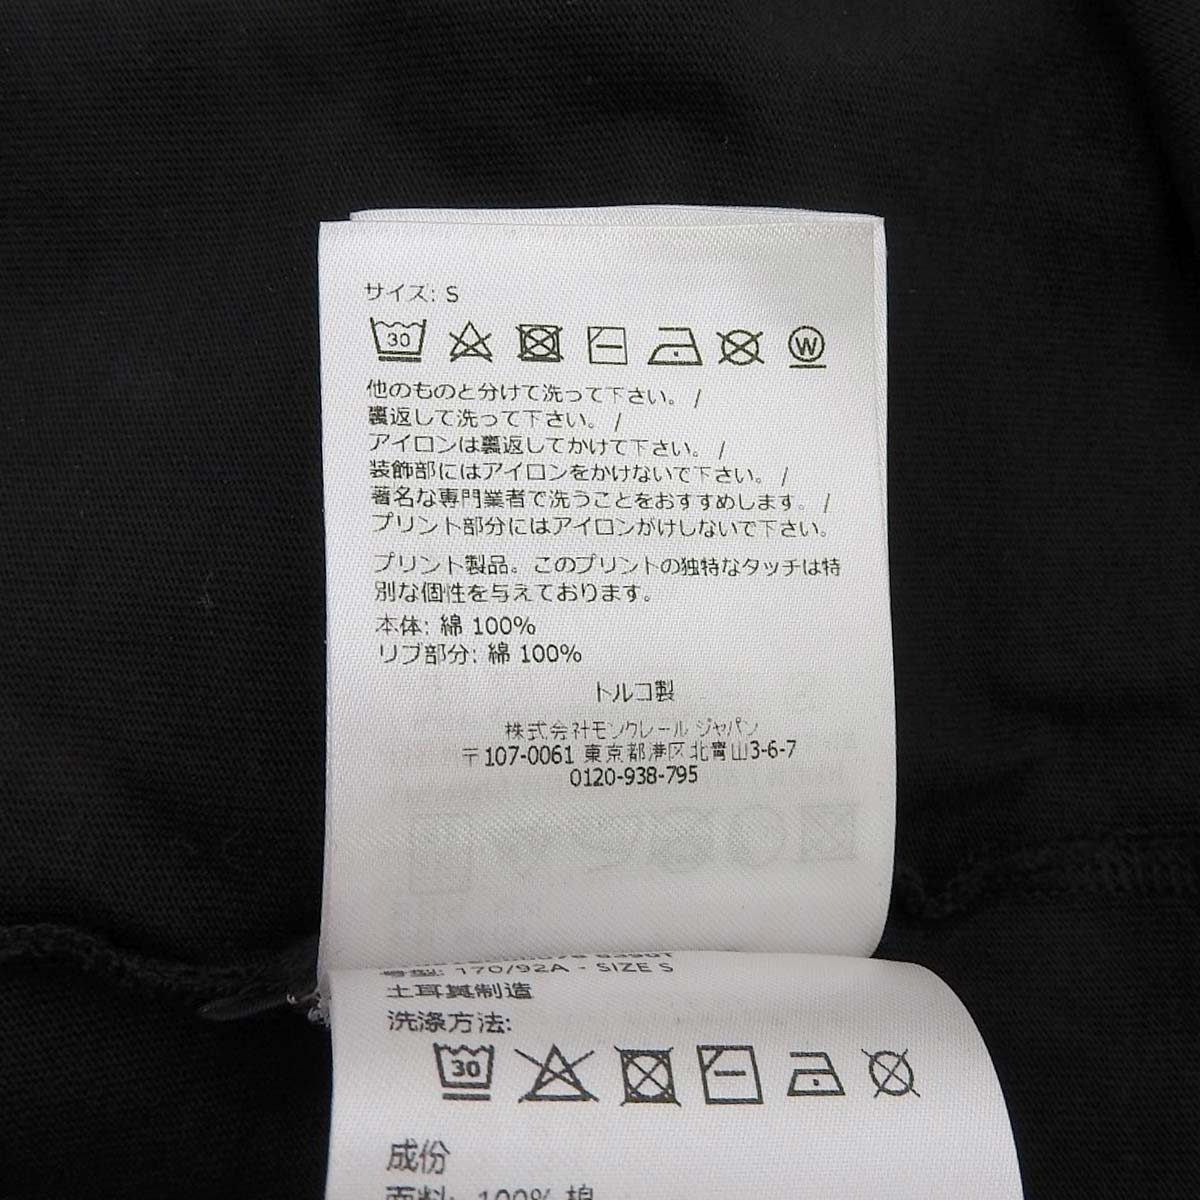 サイズ: S
30 W
他のものと分けて洗って下さい。 /
裏返して洗って下さい。 /
アイロンは裏返してかけて下さい。 /
装飾部にはアイロンをかけないで下さい。 /
著名な専門業者で洗うことをおすすめします。 /
プリント部分にはアイロンがけしないで下さい。
プリント製品。このプリントの独特なタッチは特
別な個性を与えております。
本体: 綿 100%
リブ部分: 綿 100%
トルコ製
株式会社モンクレール ジャパン
〒107-0061 東京都港区北青山3-6-7
0120-938-795
号型: 170/92A - SIZE S
土耳其制造
洗涤方法:
30
成份
面料: 100% 棉